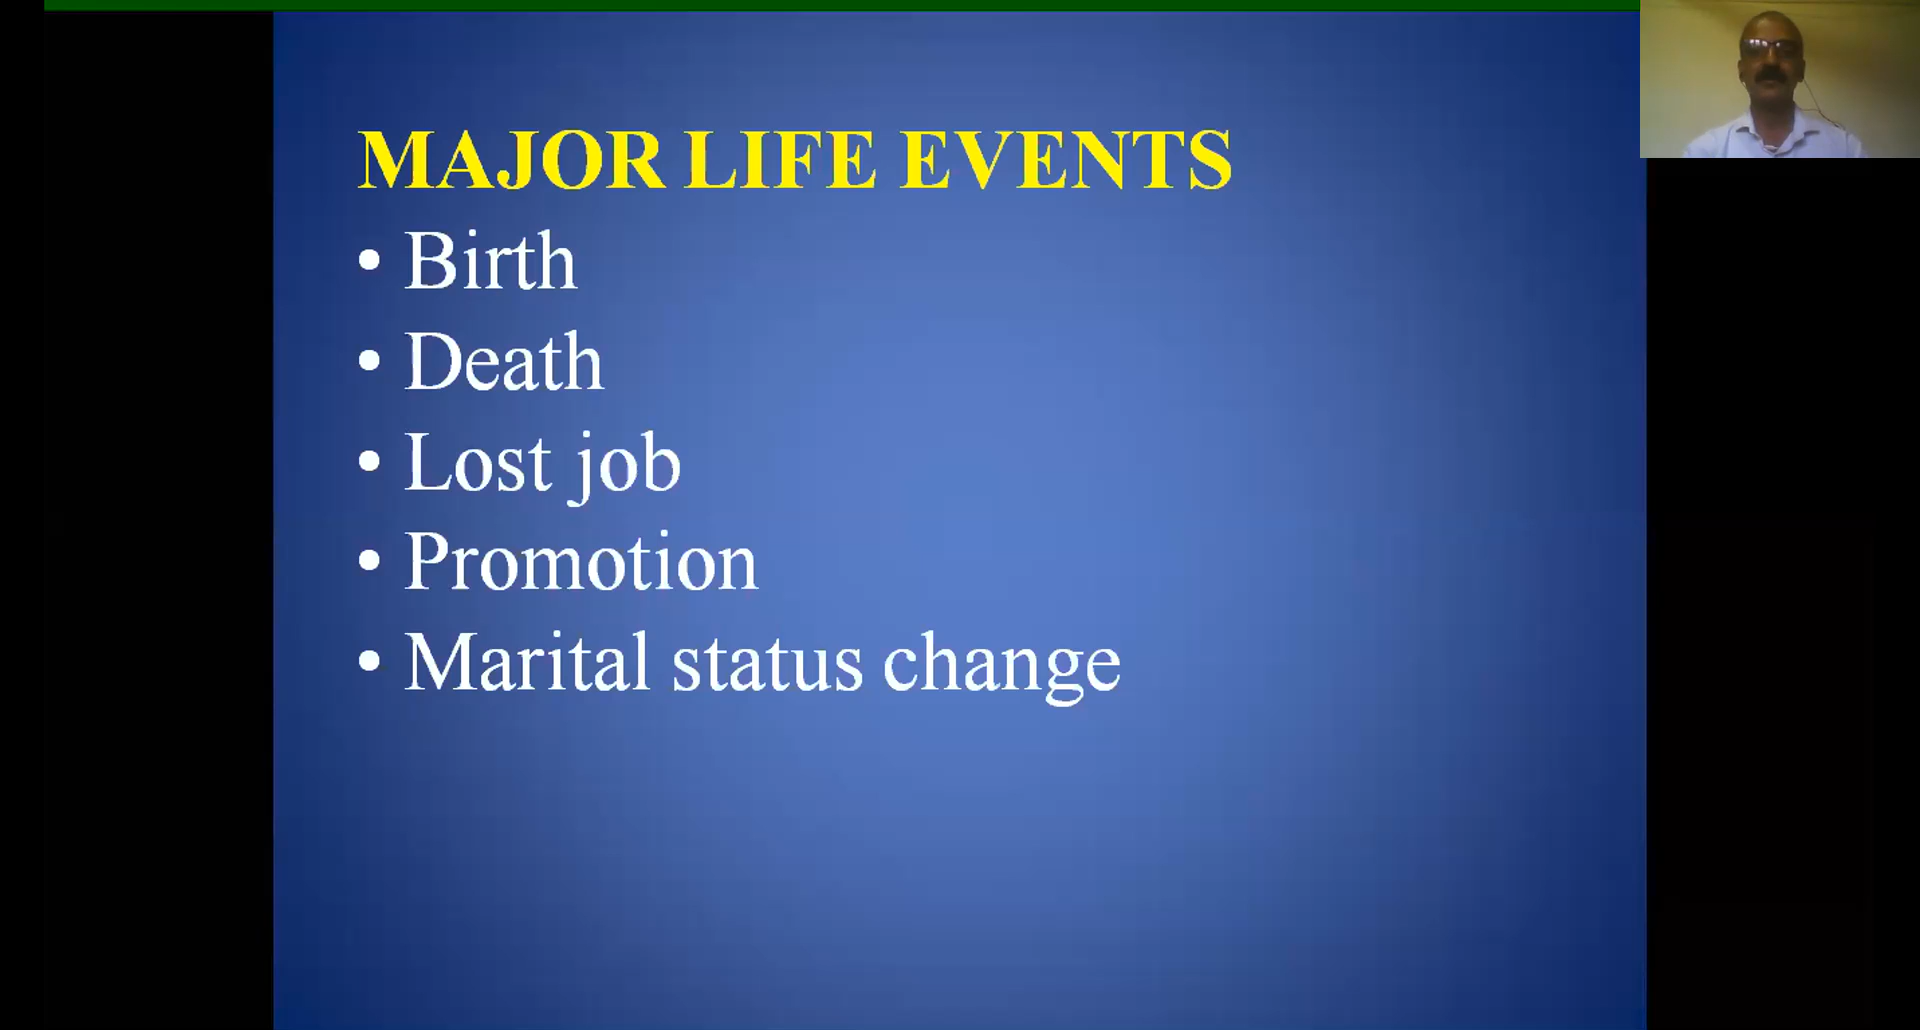 MAJOR LIFE EVENTS
• Birth
• Death
• Lost job
• Promotion
• Marital status change